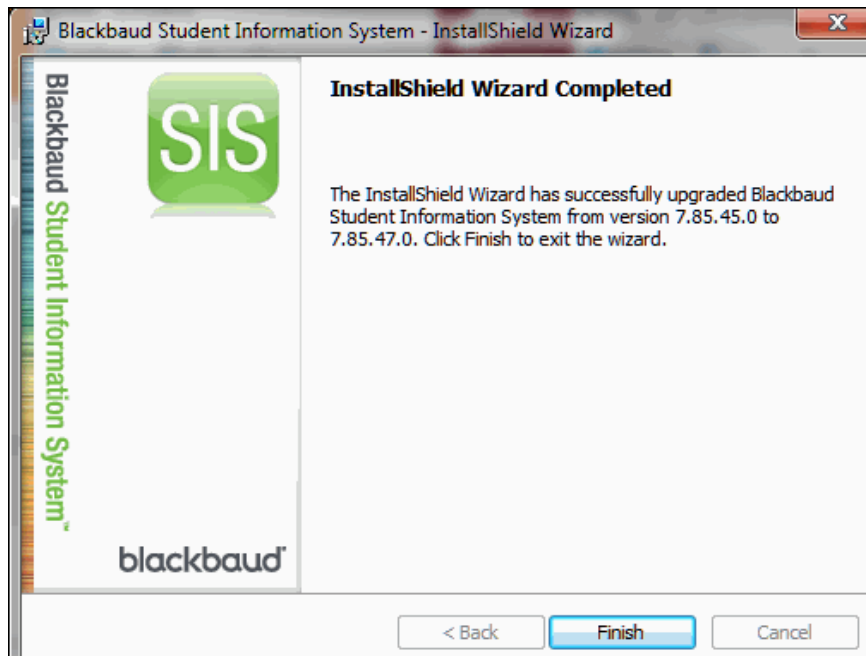 Blackbaud Student Information System - InstallShield Wizard
Blackbaud Student Information System™
SIS
blackbaud
InstallShield Wizard Completed
The InstallShield Wizard has successfully upgraded Blackbaud
Student Information System from version 7.85.45.0 to
7.85.47.0. Click Finish to exit the wizard.
< Back
Finish
Cancel